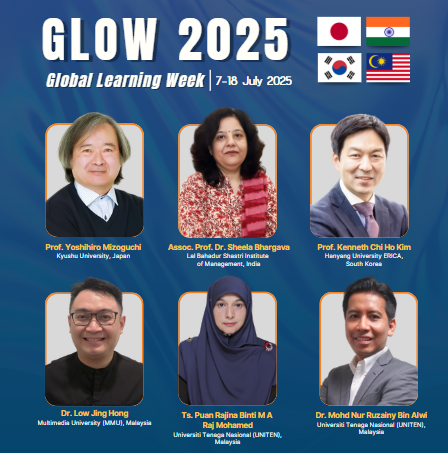 GLOW 2025
Global Learning Week | 7-18 July 2025
Prof. Yoshihiro Mizoguchi
Kyushu University, Japan
Assoc. Prof. Dr. Sheela Bhargava
Lal Bahadur Shastri Institute
of Management, India
Prof. Kenneth Chi Ho Kim
Hanyang University ERICA,
South Korea
Dr. Low Jing Hong
Multimedia University (MMU), Malaysia
Ts. Puan Rajina Binti M A
Raj Mohamed
Universiti Tenaga Nasional (UNITEN),
Malaysia
Dr. Mohd Nur Ruzainy Bin Alwi
Universiti Tenaga Nasional (UNITEN),
Malaysia